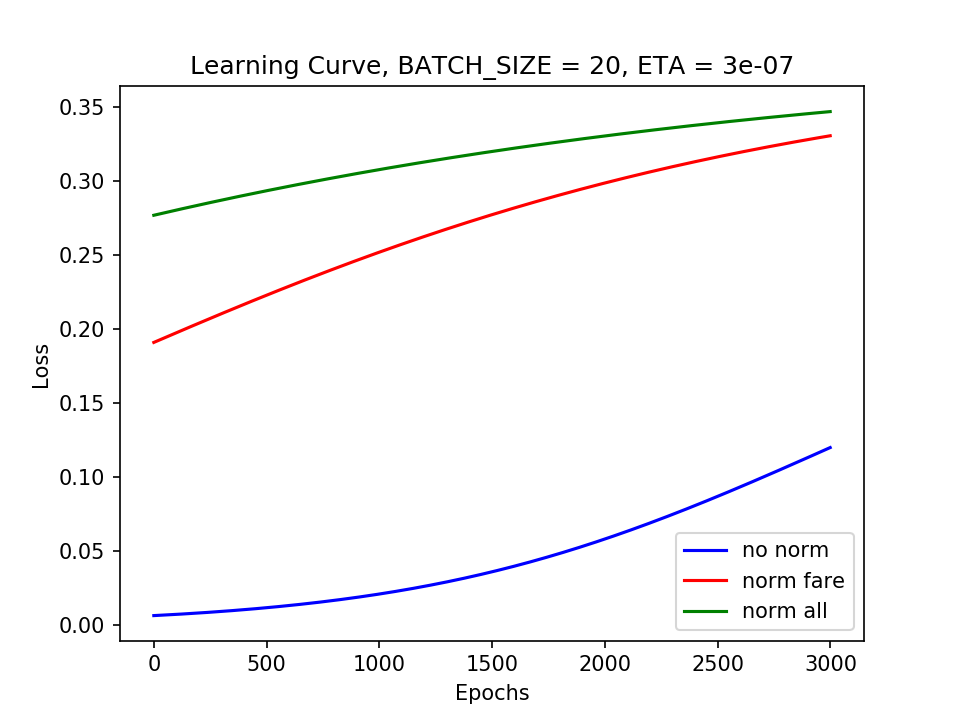 Learning Curve, BATCH_SIZE = 20, ETA = 3e-07
0.35
0.30
0.25
0.20
0.15
0.10
0.05
0.00
Loss
no norm
norm fare
norm all
0 500 1000 1500 2000 2500 3000
Epochs